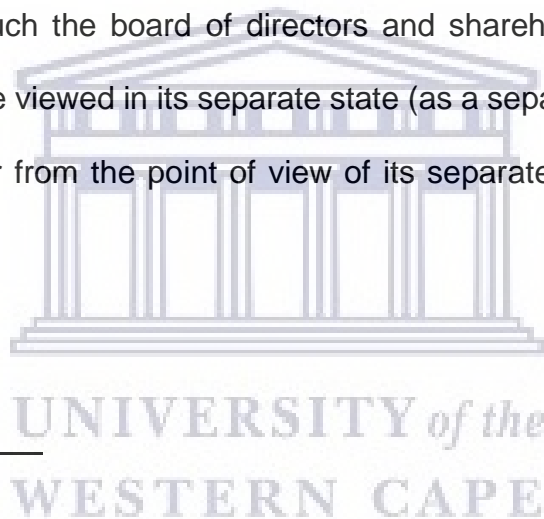 uch the board of directors and shareh
e viewed in its separate state (as a sepa
r from the point of view of its separate
UNIVERSITY of the
WESTERN CAPE